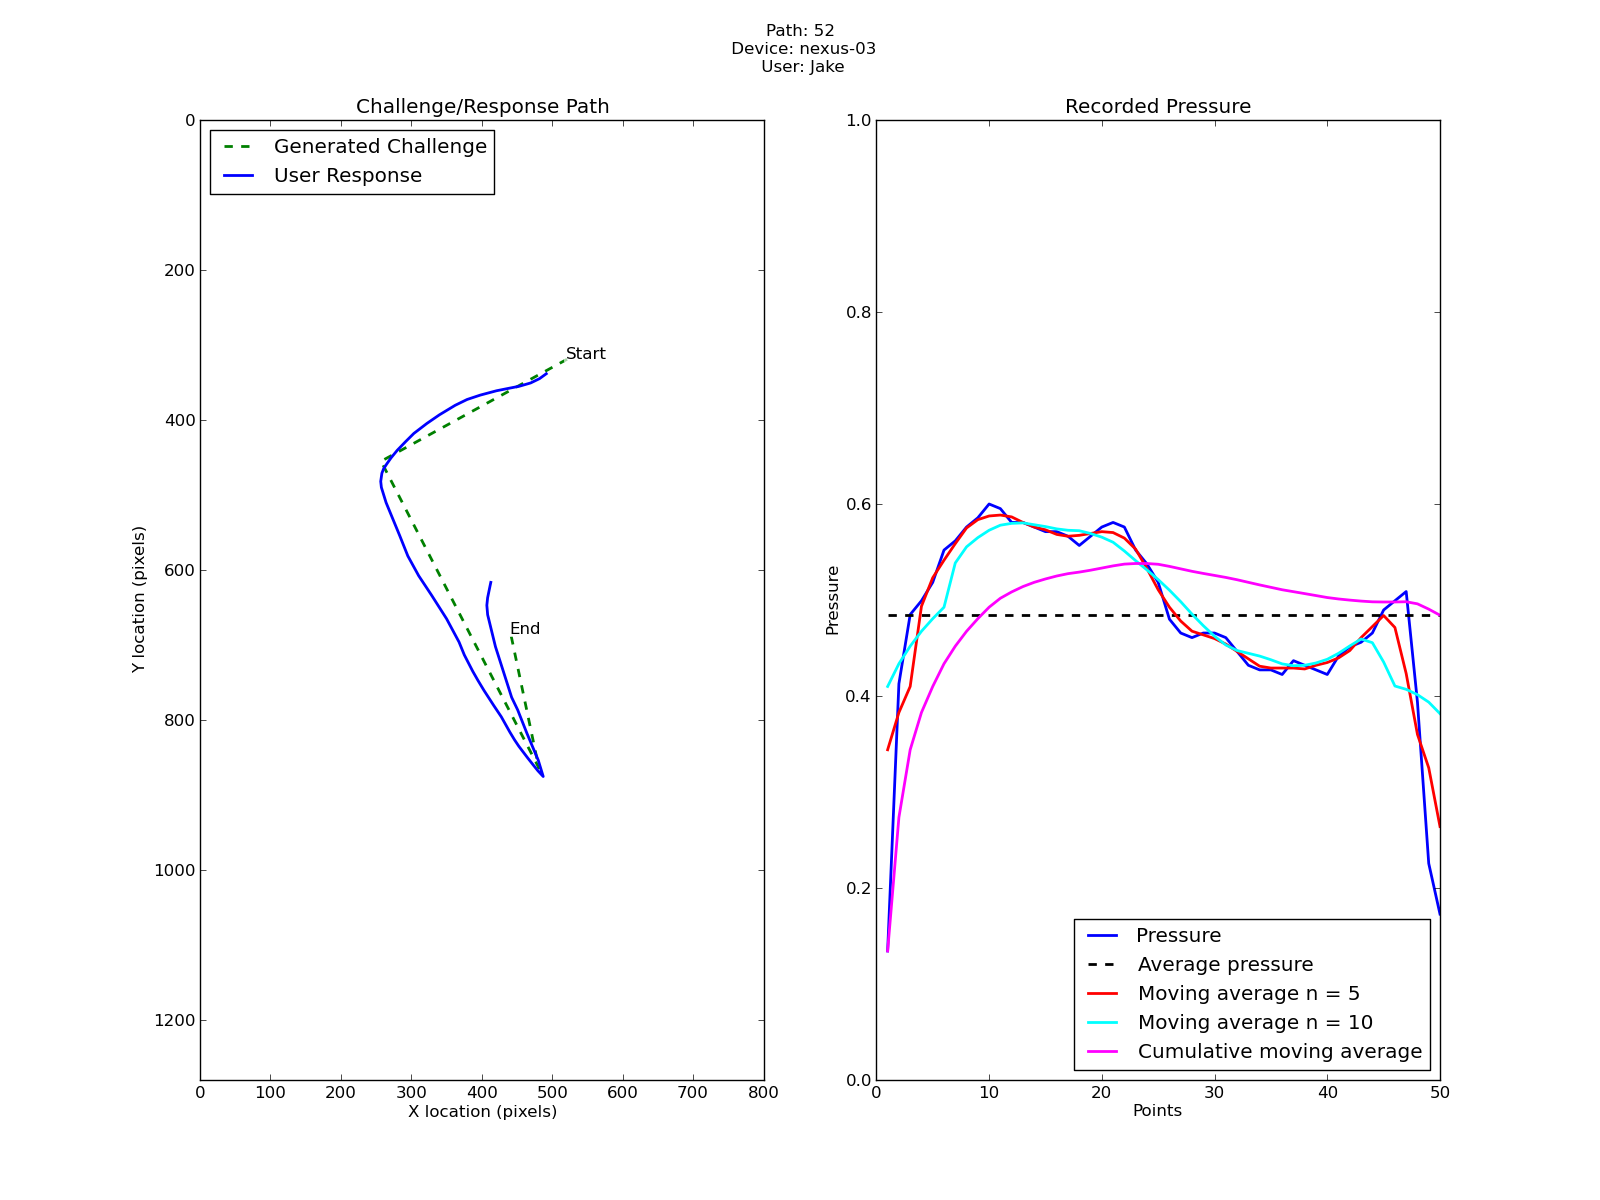 Path: 52
Device: nexus-03
User: Jake
Challenge/Response Path
Generated Challenge
User Response
Start
End
0
200
400
600
800
1000
1200
Y location (pixels)
0 100 200 300 400 500 600 700 800
X location (pixels)
Recorded Pressure
1.0
0.8
0.6
0.4
0.2
0.0
Pressure
Pressure
Average pressure
Moving average n = 5
Moving average n = 10
Cumulative moving average
0 10 20 30 40 50
Points